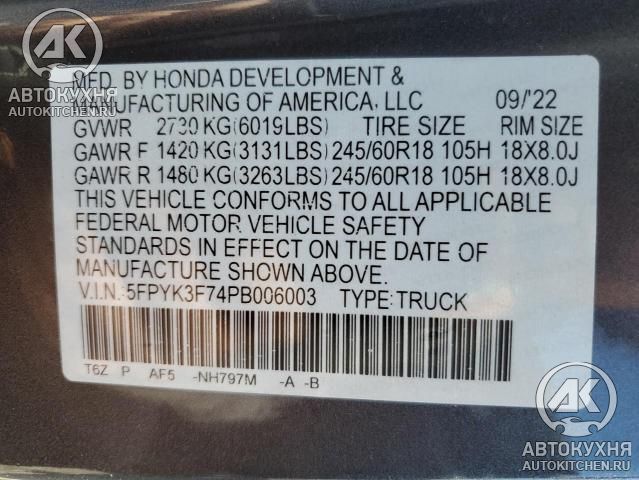 MFD. BY HONDA DEVELOPMENT &
MANUFACTURING OF AMERICA, LLC 09/'22
GVWR 2730 KG(6019LBS) TIRE SIZE RIM SIZE
GAWR F 1420 KG(3131LBS) 245/60R18 105H 18X8.0J
GAWR R 1480 KG(3263LBS) 245/60R18 105H 18X8.0J
THIS VEHICLE CONFORMS TO ALL APPLICABLE
FEDERAL MOTOR VEHICLE SAFETY
STANDARDS IN EFFECT ON THE DATE OF
MANUFACTURE SHOWN ABOVE.
V.I.N.:5FPYK3F74PB006003 TYPE:TRUCK
T6Z P AF5 -NH797M -A -B
АК
АВТОКУХНЯ
AUTOKITCHEN.RU
АК
АВТОКУХНЯ
AUTOKITCHEN.RU